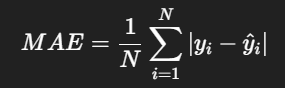 MAE = \frac{1}{N} \sum_{i=1}^{N} |y_i - \hat{y}_i|